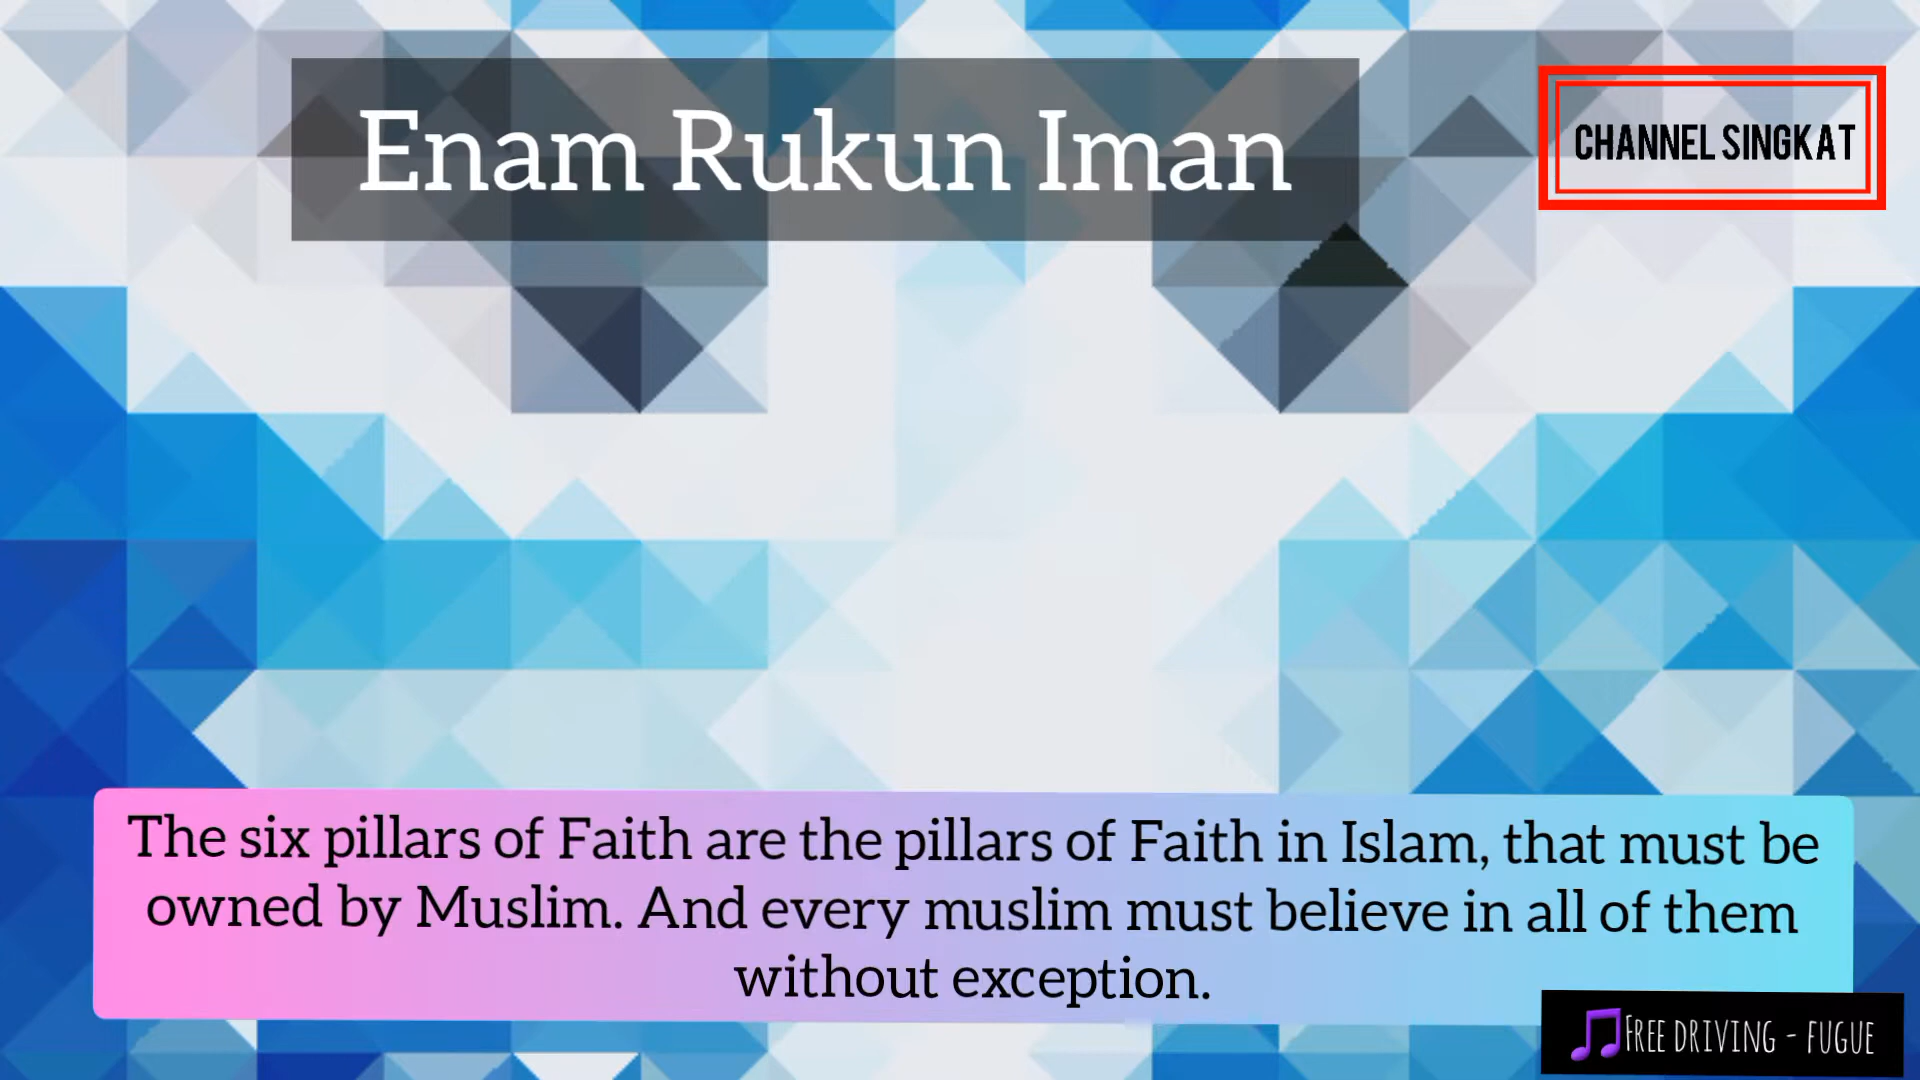 Enam Rukun Iman
CHANNEL SINGKAT
The six pillars of Faith are the pillars of Faith in Islam, that must be
owned by Muslim. And every muslim must believe in all of them
without exception.
FREE DRIVING - FUGUE